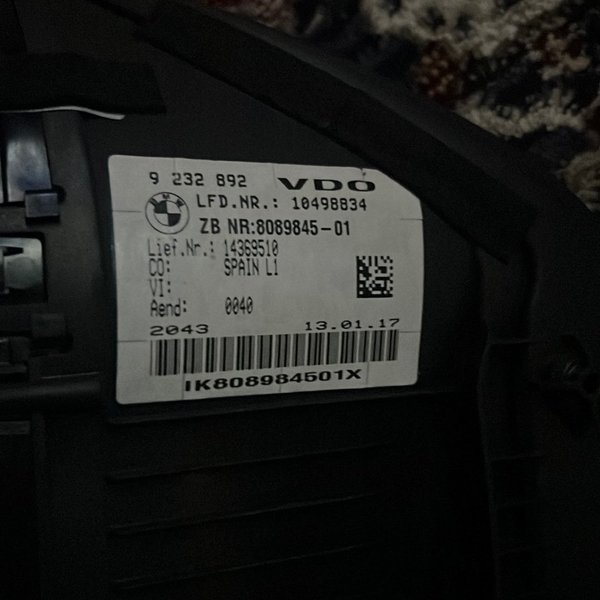 9 232 892 VDO
LFD.NR.: 10498834
ZB NR:8089845-01
Lief.Nr.: 14369510
CO: SPAIN L1
VI:
Aend: 0040
2043 13.01.17
IK808984501X